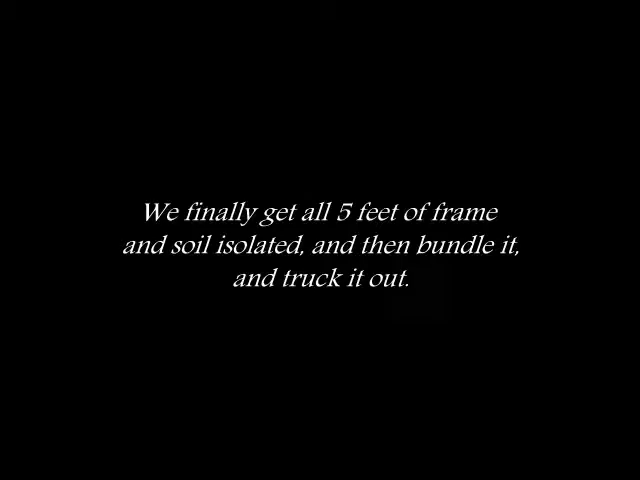 We finally get all 5 feet of frame
and soil isolated, and then bundle it,
and truck it out.